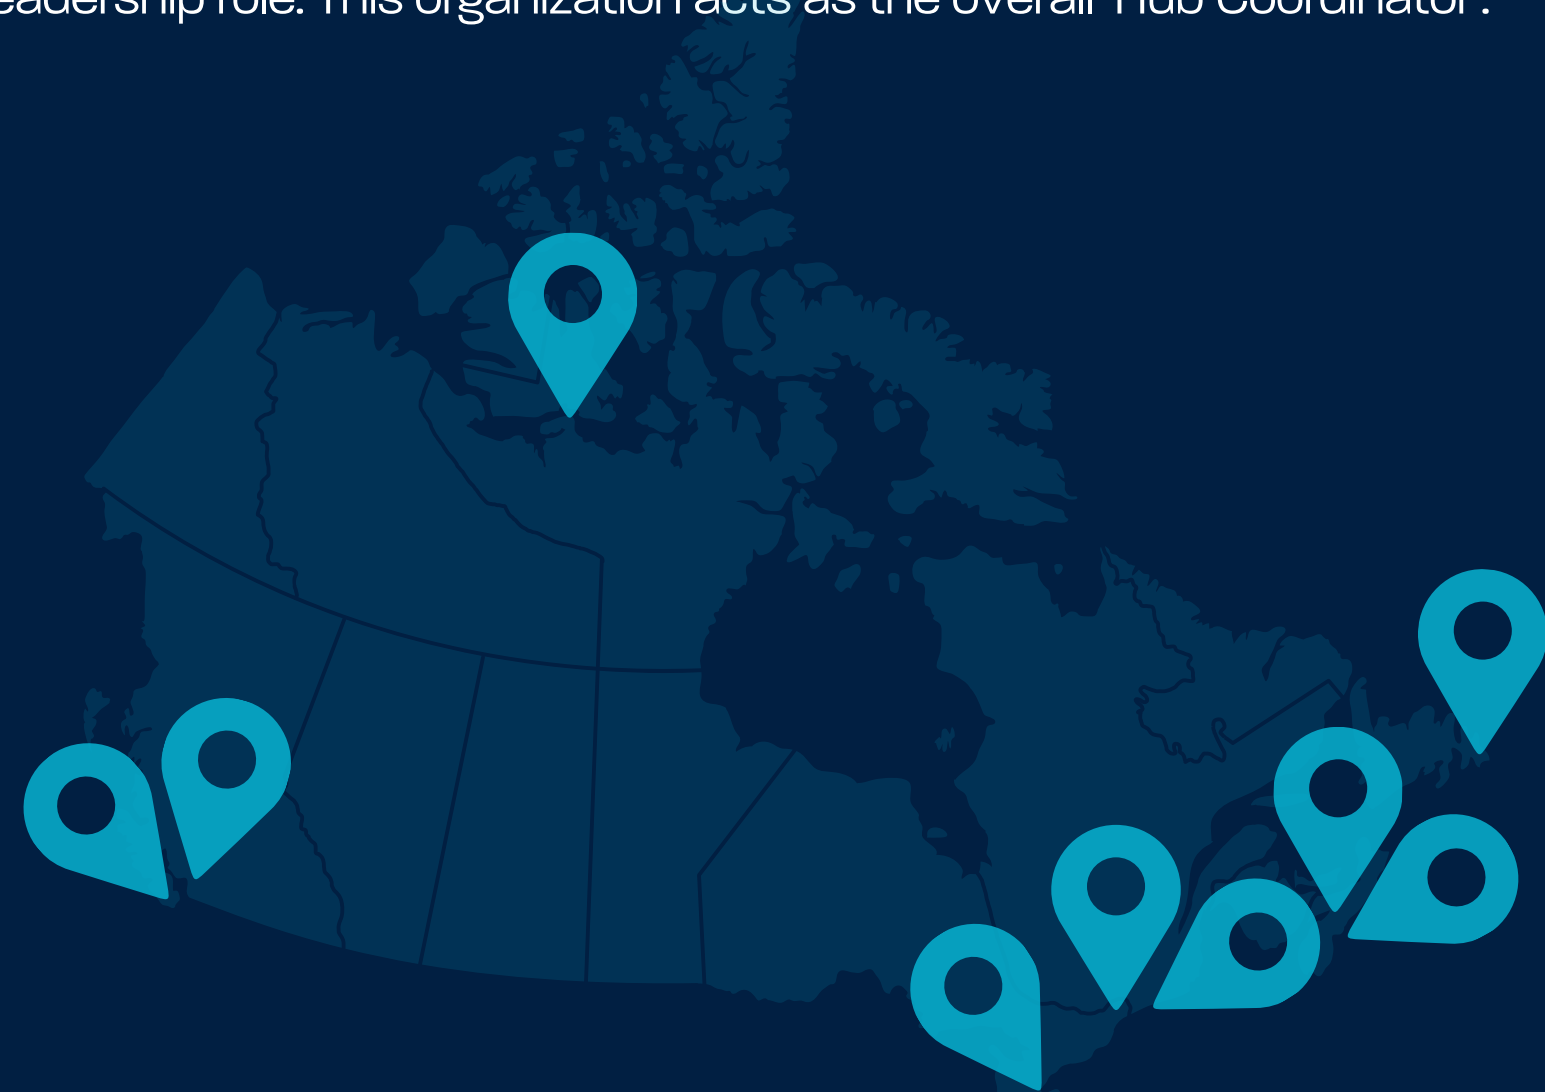 eadership role. This organization acts as the overall ‘Hub Coordinator’.